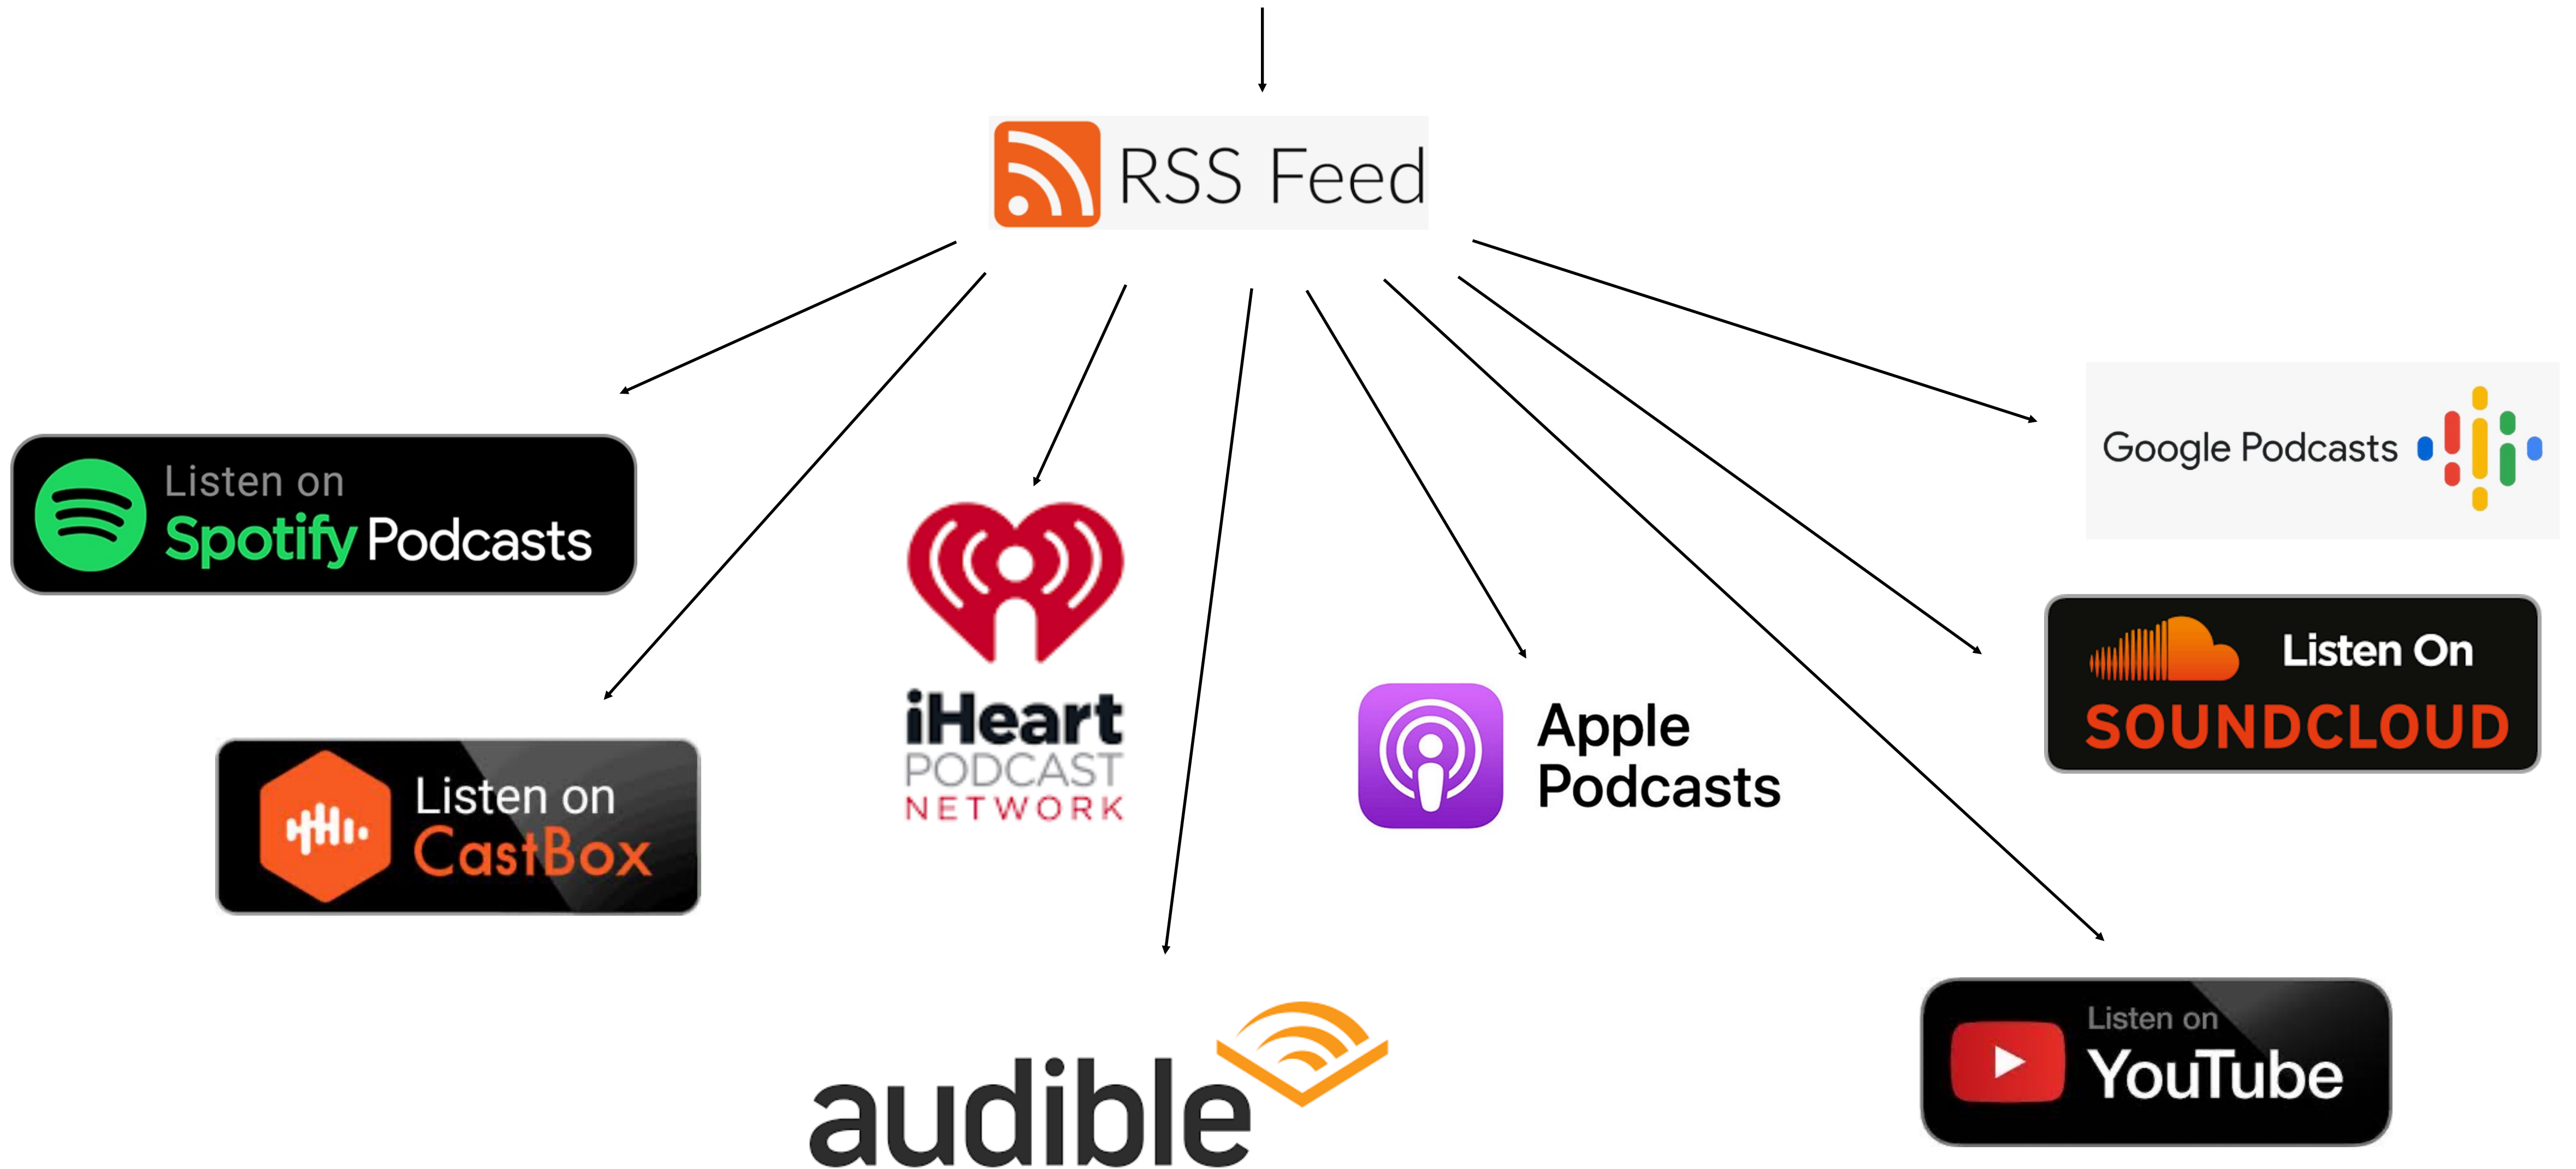 RSS Feed
Listen on
Spotify Podcasts
Google Podcasts
iHeart
PODCAST
NETWORK
Listen On
SOUNDCLOUD
Apple
Podcasts
Listen on
CastBox
audible
Listen on
YouTube